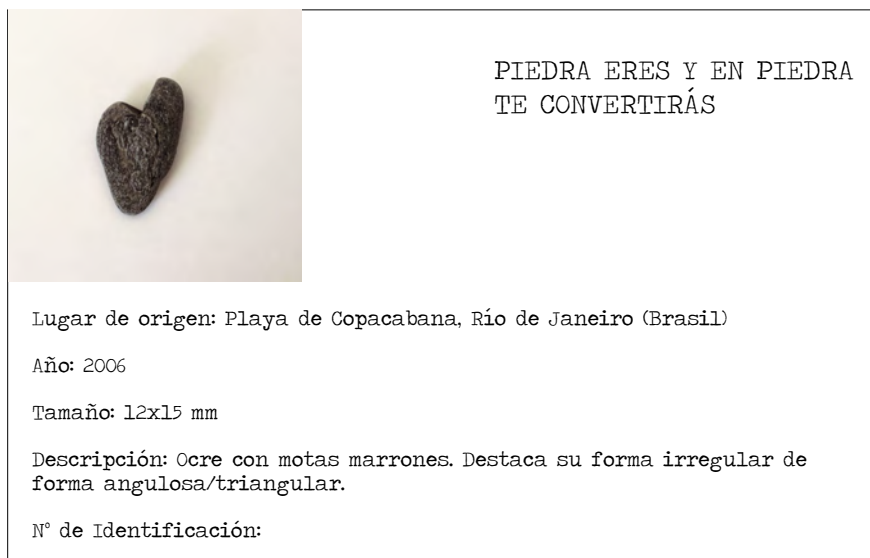 PIEDRA ERES Y EN PIEDRA
TE CONVERTIRÁS
Lugar de origen: Playa de Copacabana, Río de Janeiro (Brasil)
Año: 2006
Tamaño: 12x15 mm
Descripción: Ocre con motas marrones. Destaca su forma irregular de
forma angulosa/triangular.
Nº de Identificación: